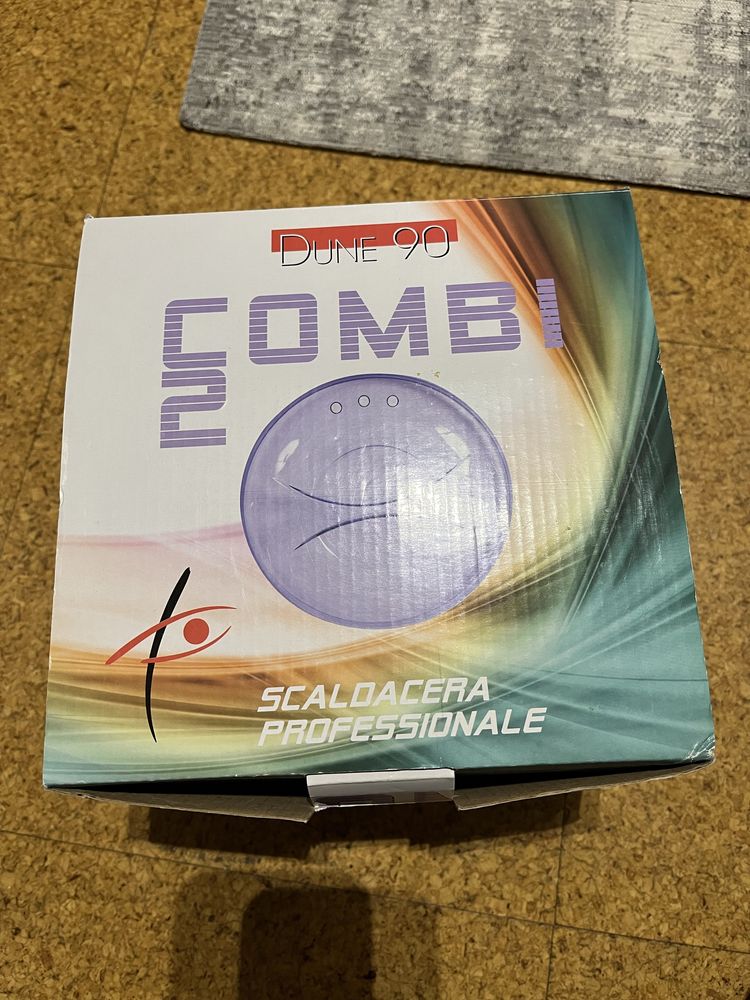 DUNE 90
COMBI
2
SCALDACERA
PROFESSIONALE